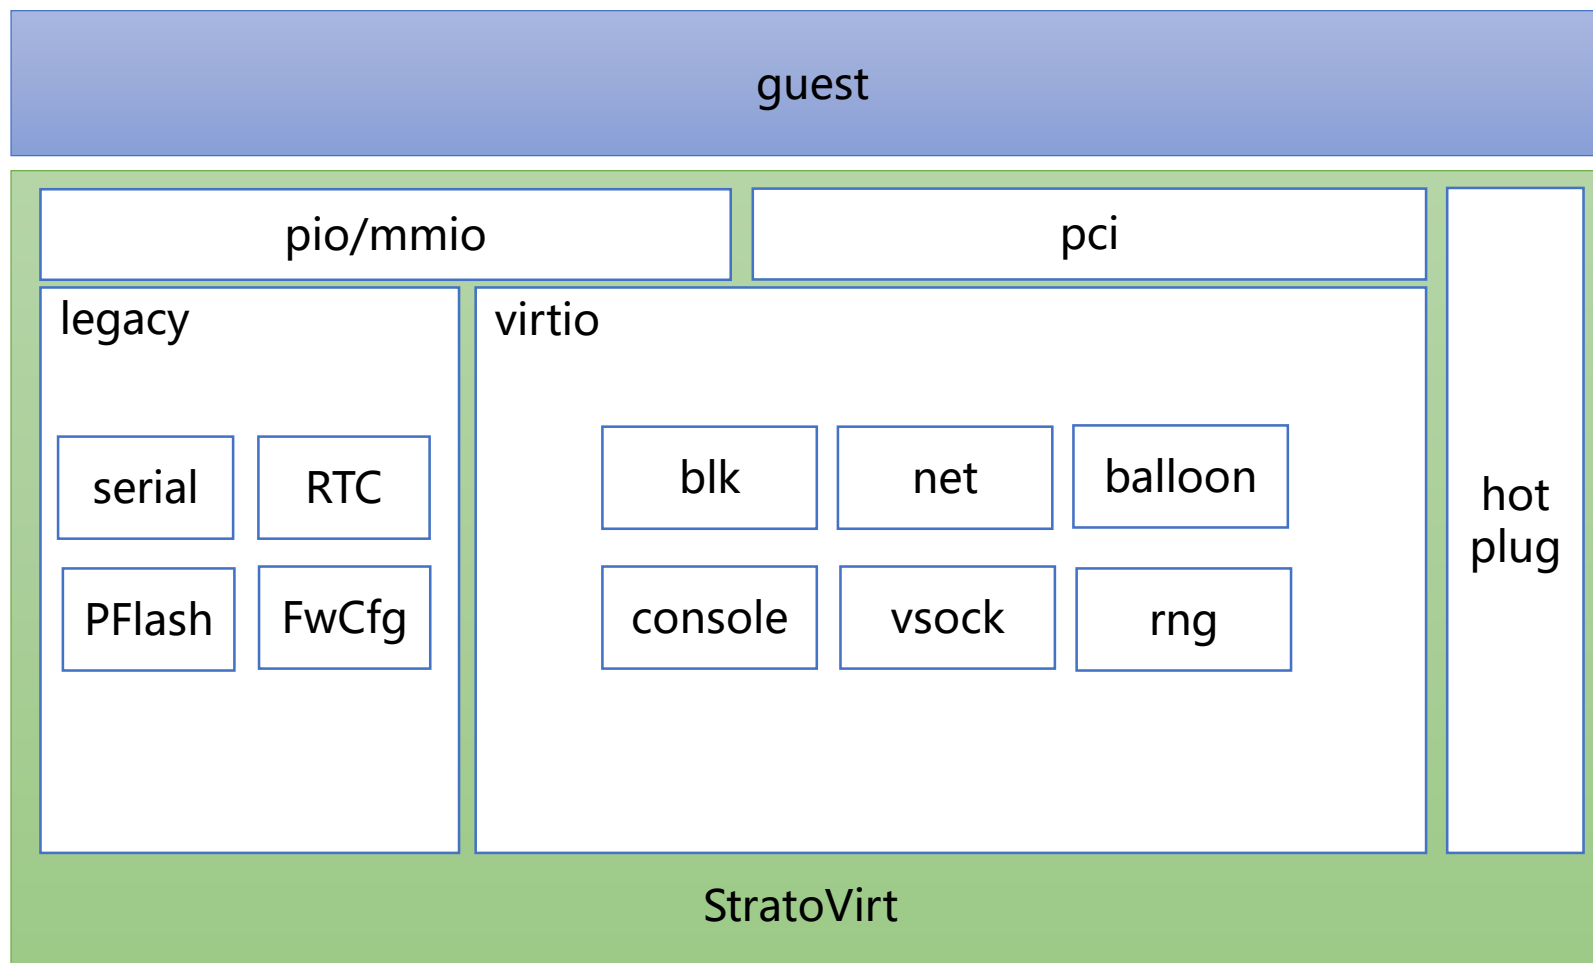 guest
pio/mmio
pci
legacy
virtio
serial
RTC
blk
net
balloon
hot
plug
PFlash
FwCfg
console
vsock
rng
StratoVirt